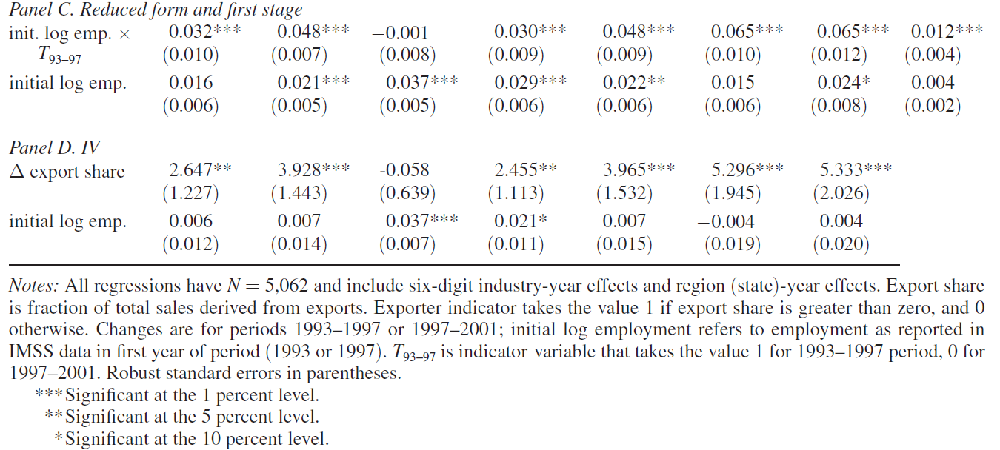 Panel C. Reduced form and first stage
init. log emp. × 0.032*** 0.048*** −0.001 0.030*** 0.048*** 0.065*** 0.065*** 0.012***
T93–97 (0.010) (0.007) (0.008) (0.009) (0.009) (0.010) (0.012) (0.004)
initial log emp. 0.016 0.021*** 0.037*** 0.029*** 0.022** 0.015 0.024* 0.004
(0.006) (0.005) (0.005) (0.006) (0.006) (0.006) (0.008) (0.002)
Panel D. IV
Δ export share 2.647** 3.928*** -0.058 2.455** 3.965*** 5.296*** 5.333***
(1.227) (1.443) (0.639) (1.113) (1.532) (1.945) (2.026)
initial log emp. 0.006 0.007 0.037*** 0.021* 0.007 −0.004 0.004
(0.012) (0.014) (0.007) (0.011) (0.015) (0.019) (0.020)
Notes: All regressions have N = 5,062 and include six-digit industry-year effects and region (state)-year effects. Export share
is fraction of total sales derived from exports. Exporter indicator takes the value 1 if export share is greater than zero, and 0
otherwise. Changes are for periods 1993–1997 or 1997–2001; initial log employment refers to employment as reported in
IMSS data in first year of period (1993 or 1997). T93–97 is indicator variable that takes the value 1 for 1993–1997 period, 0 for
1997–2001. Robust standard errors in parentheses.
***Significant at the 1 percent level.
**Significant at the 5 percent level.
*Significant at the 10 percent level.